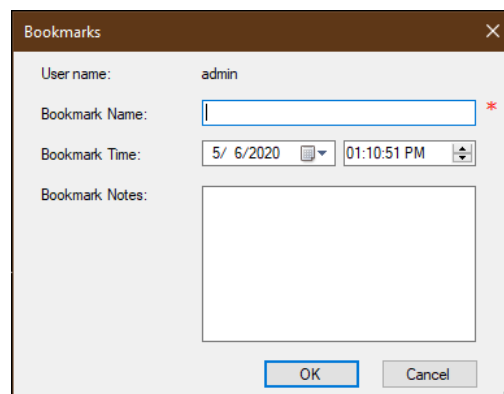 Bookmarks
User name: admin
Bookmark Name: *
Bookmark Time: 5/ 6/2020 01:10:51 PM
Bookmark Notes:
OK Cancel